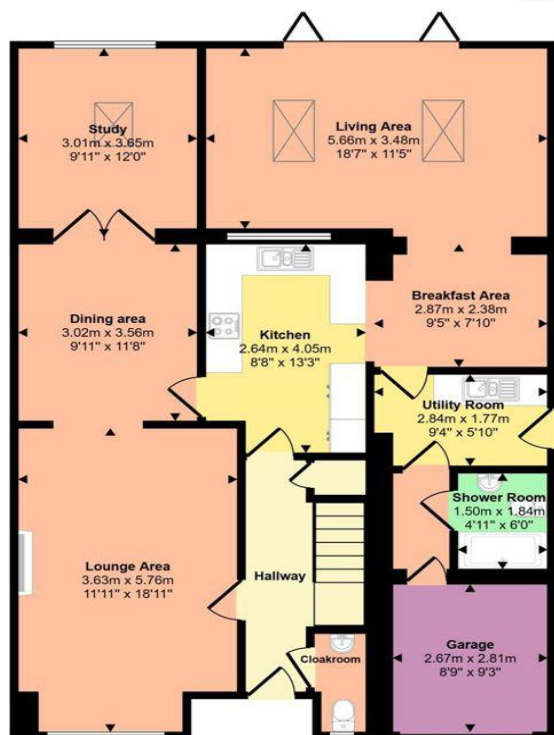 Study
3.01m x 3.65m
9'11" x 12'0"
Living Area
5.66m x 3.48m
18'7" x 11'5"
Dining area
3.02m x 3.56m
9'11" x 11'8"
Kitchen
2.64m x 4.05m
8'8" x 13'3"
Breakfast Area
2.87m x 2.38m
9'5" x 7'10"
Utility Room
2.84m x 1.77m
9'4" x 5'10"
Shower Room
1.50m x 1.84m
4'11" x 6'0"
Lounge Area
3.63m x 5.76m
11'11" x 18'11"
Hallway
Cloakroom
Garage
2.67m x 2.81m
8'9" x 9'3"